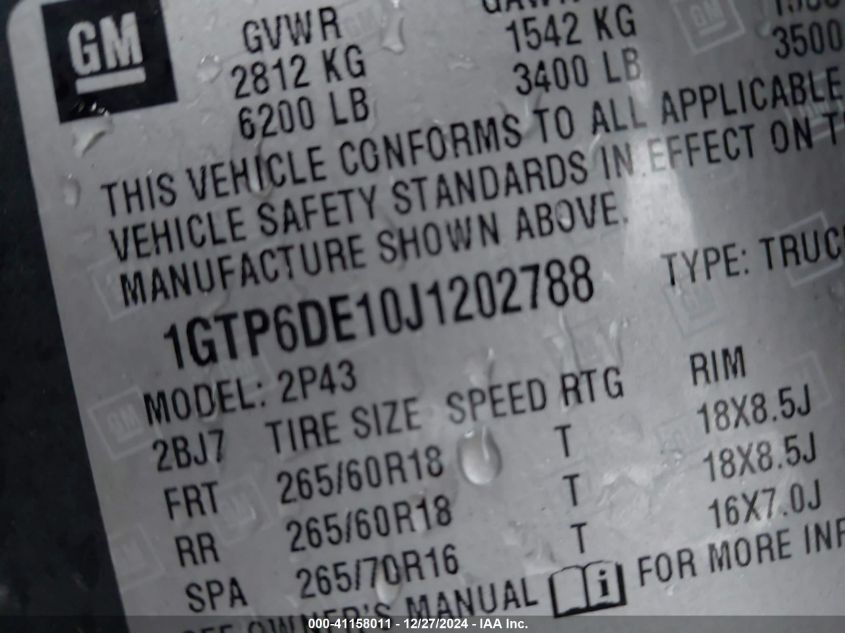 GM
GVWR
2812 KG 1542 KG
6200 LB 3400 LB 3500
THIS VEHICLE CONFORMS TO ALL APPLICABLE
VEHICLE SAFETY STANDARDS IN EFFECT ON
MANUFACTURE SHOWN ABOVE.
1GTP6DE10J1202788 TYPE: TRUC
MODEL: 2P43
2BJ7 TIRE SIZE SPEED RTG RIM
FRT 265/60R18 T 18X8.5J
RR 265/60R18 T 18X8.5J
SPA 265/70R16 T 16X7.0J
OWNER'S MANUAL i FOR MORE INF
000-41158011 - 12/27/2024 - IAA Inc.